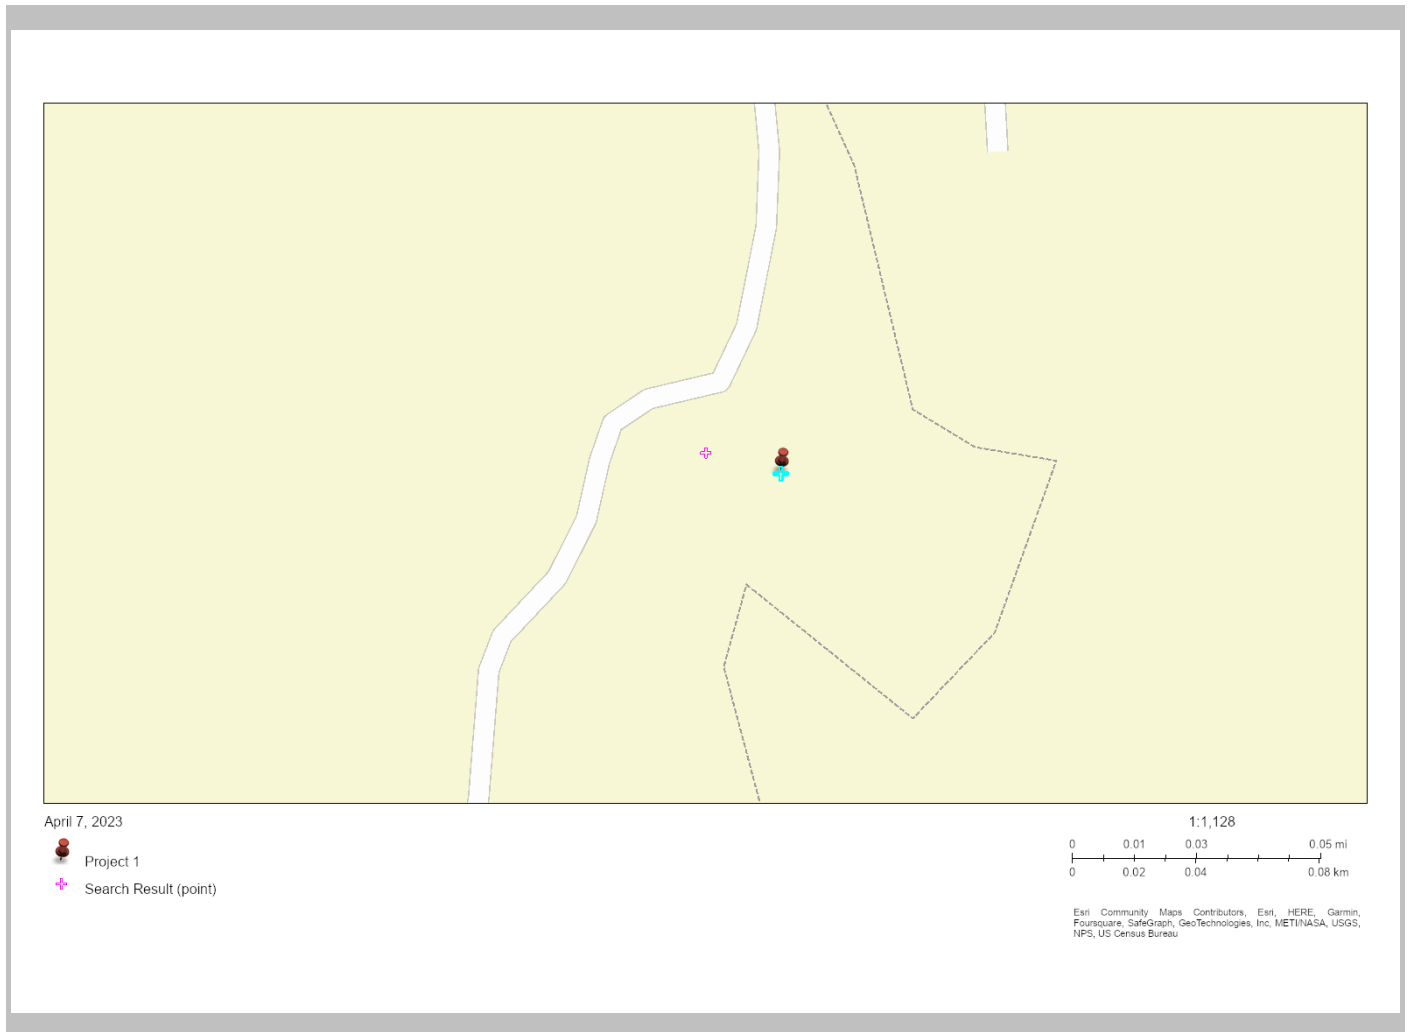 April 7, 2023
Project 1
Search Result (point)
1:1,128
0 0.01 0.03 0.05 mi
0 0.02 0.04 0.08 km
Esri Community Maps Contributors, Esri, HERE, Garmin,
Foursquare, SafeGraph, GeoTechnologies, Inc, METI/NASA, USGS,
NPS, US Census Bureau